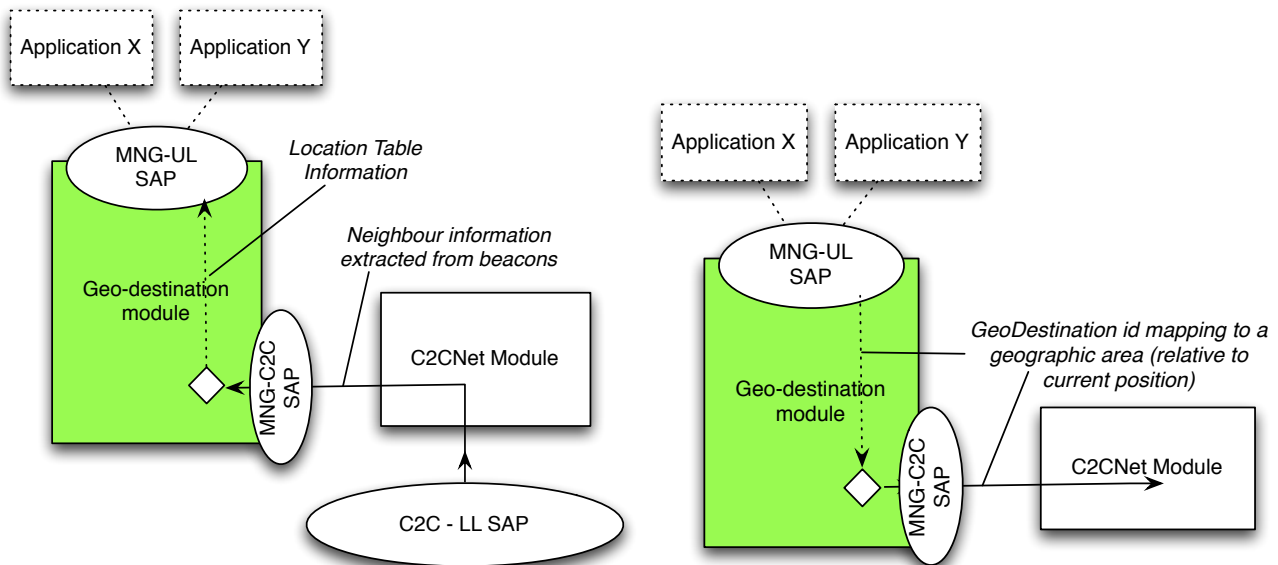 Application X
Application Y
MNG-UL
SAP
Location Table
Information
Neighbour information
extracted from beacons
Geo-destination
module
MNG-C2C
SAP
C2CNet Module
C2C - LL SAP
Application X
Application Y
MNG-UL
SAP
GeoDestination id mapping to a
geographic area (relative to
current position)
Geo-destination
module
MNG-C2C
SAP
C2CNet Module